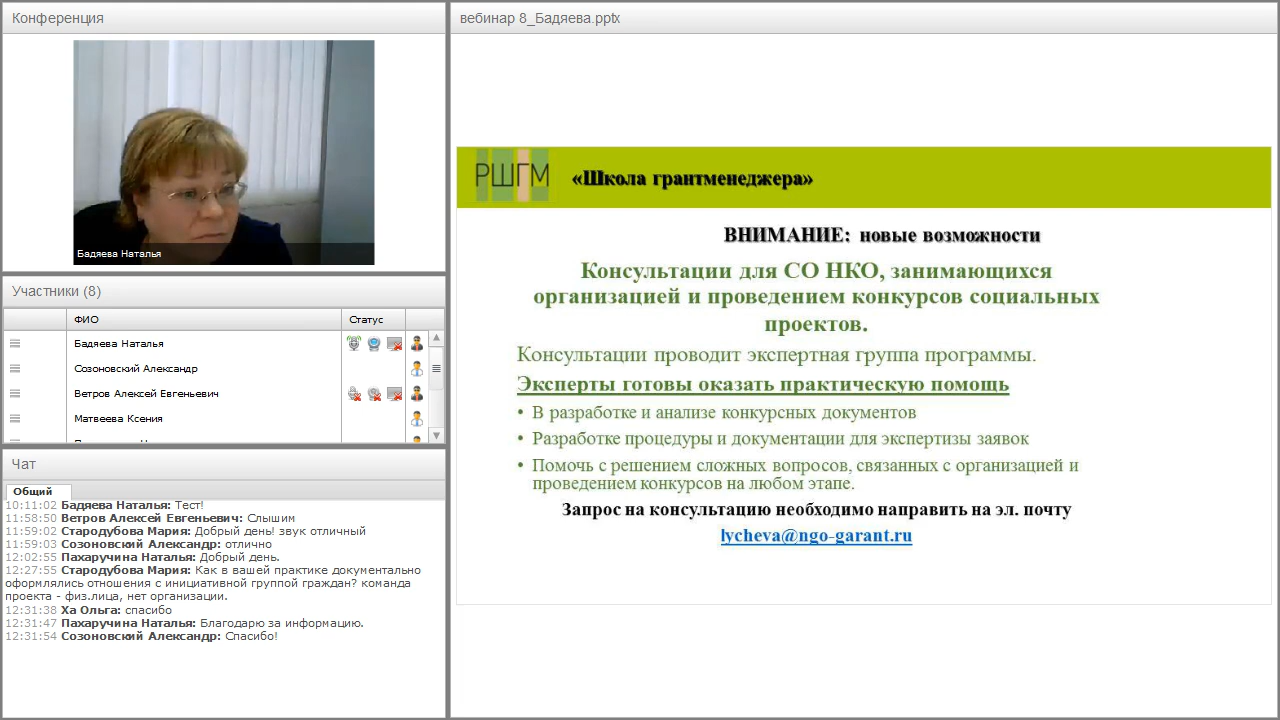 Конференция
Бадяева Наталья
Участники (8)
ФИО
Статус
Бадяева Наталья
Созоновский Александр
Ветров Алексей Евгеньевич
Матвеева Ксения
Чат
Общий
10:11:02 Бадяева Наталья: Тест!
11:58:50 Ветров Алексей Евгеньевич: Слышим
11:59:02 Стародубова Мария: Добрый день! звук отличный
11:59:03 Созоновский Александр: отлично
12:02:55 Пахаручина Наталья: Добрый день.
12:27:55 Стародубова Мария: Как в вашей практике документально
оформлялись отношения с инициативной группой граждан? команда
проекта - физ.лица, нет организации.
12:31:38 Ха Ольга: спасибо
12:31:47 Пахаручина Наталья: Благодарю за информацию.
12:31:54 Созоновский Александр: Спасибо!
вебинар 8_Бадяева.pptx
РШГМ
«Школа грантменеджера»
ВНИМАНИЕ: новые возможности
Консультации для СО НКО, занимающихся
организацией и проведением конкурсов социальных
проектов.
Консультации проводит экспертная группа программы.
Эксперты готовы оказать практическую помощь
• В разработке и анализе конкурсных документов
• Разработке процедуры и документации для экспертизы заявок
• Помочь с решением сложных вопросов, связанных с организацией и
проведением конкурсов на любом этапе.
Запрос на консультацию необходимо направить на эл. почту
lycheva@ngo-garant.ru